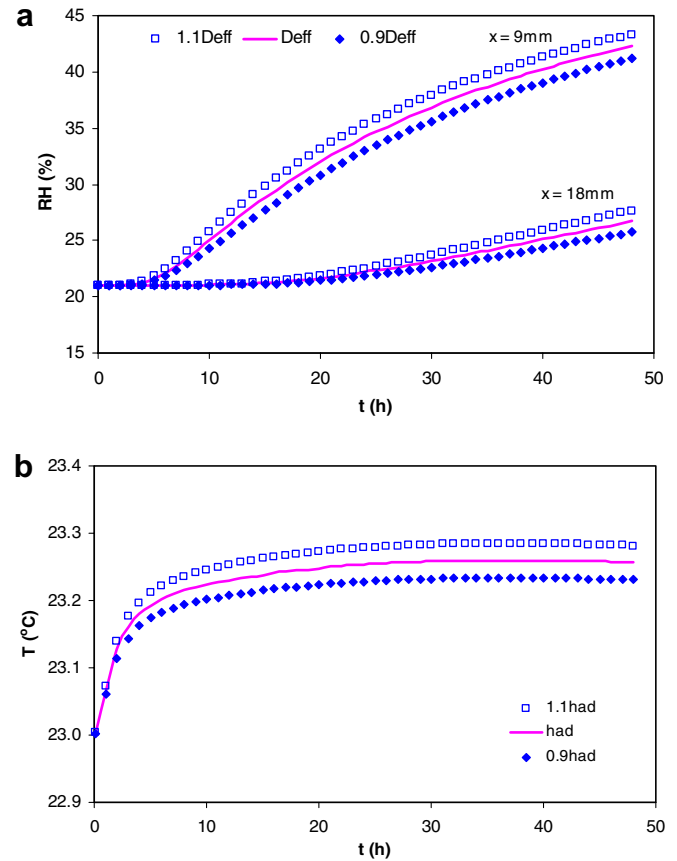 a
1.1Deff Deff 0.9Deff x = 9mm
45
40
35
RH (%)
30
x = 18mm
25
20
15
0 10 20 30 40 50
t (h)
b
23.4
23.3
23.2
T (°C)
23.1
1.1had
23.0
had
0.9had
22.9
0 10 20 30 40 50
t (h)